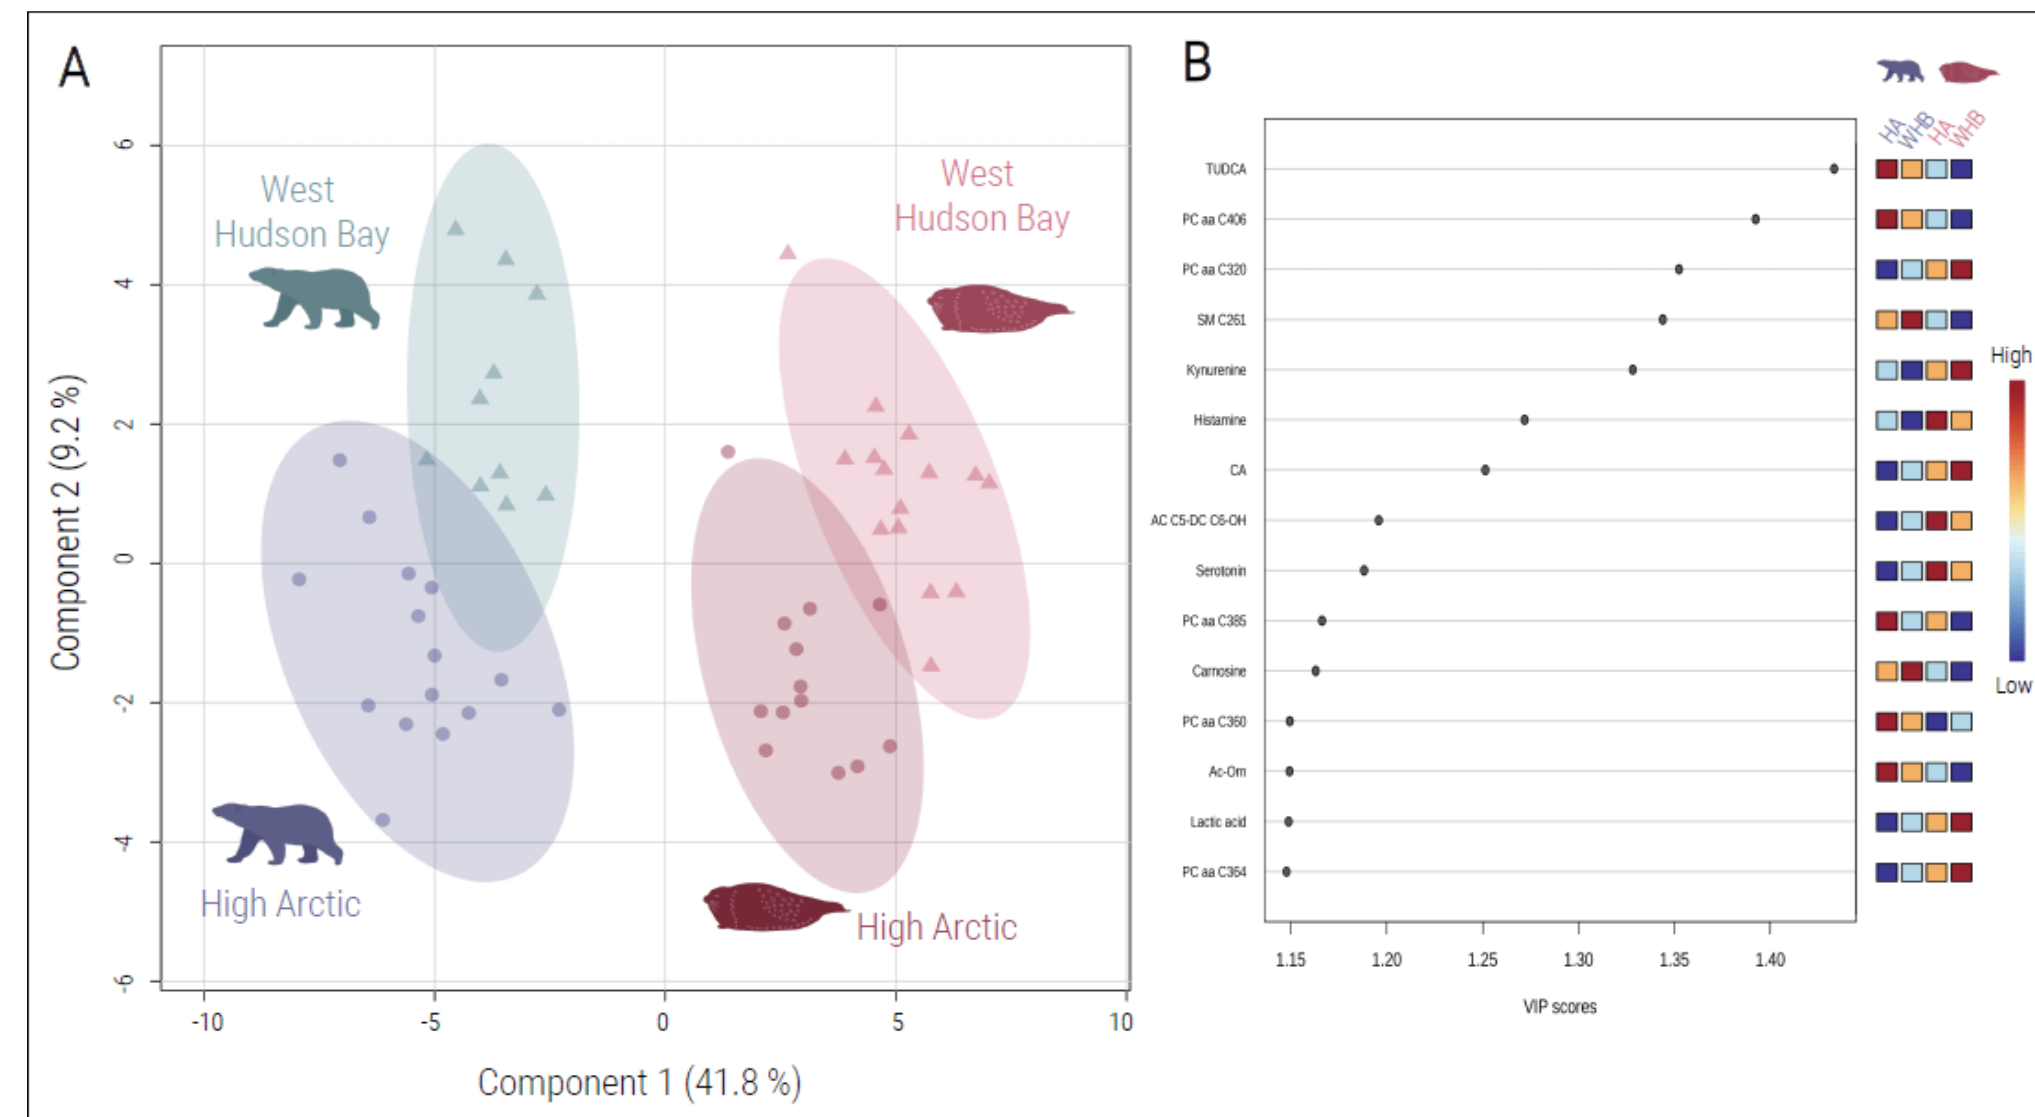 A
West
Hudson Bay
West
Hudson Bay
High Arctic
High Arctic
6
4
2
0
-2
-4
-6
Component 2 (9.2 %)
-10
-5
0
5
10
Component 1 (41.8 %)
B
HA
WHB
HA
WHB
TUDCA
PC aa C406
PC aa C320
SM C261
Kynurenine
Histamine
CA
AC C5-DC C6-OH
Serotonin
PC aa C385
Carnosine
PC aa C360
Ac-Orn
Lactic acid
PC aa C364
1.15
1.20
1.25
1.30
1.35
1.40
VIP scores
High
Low